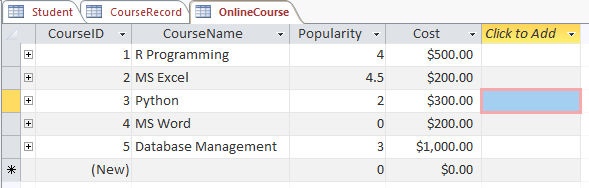 Student CourseRecord OnlineCourse
CourseID CourseName Popularity Cost Click to Add
1 R Programming 4 $500.00
2 MS Excel 4.5 $200.00
3 Python 2 $300.00
4 MS Word 0 $200.00
5 Database Management 3 $1,000.00
* (New) 0 $0.00